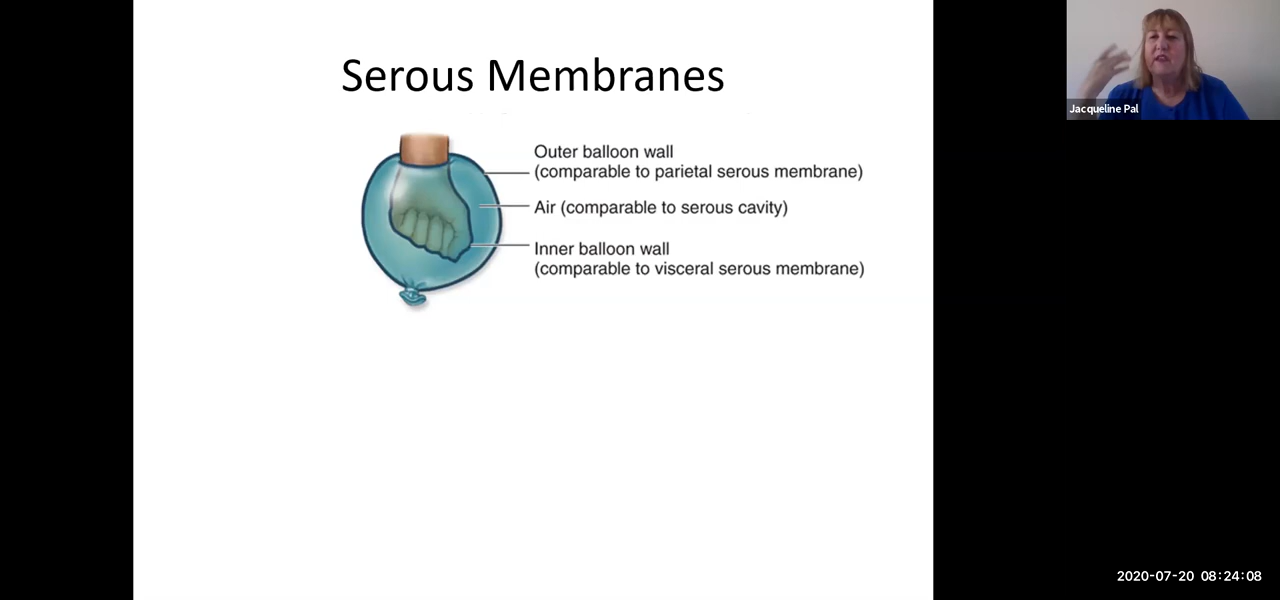 Serous Membranes
Outer balloon wall
(comparable to parietal serous membrane)
Air (comparable to serous cavity)
Inner balloon wall
(comparable to visceral serous membrane)
Jacqueline Pal
2020-07-20 08:24:08